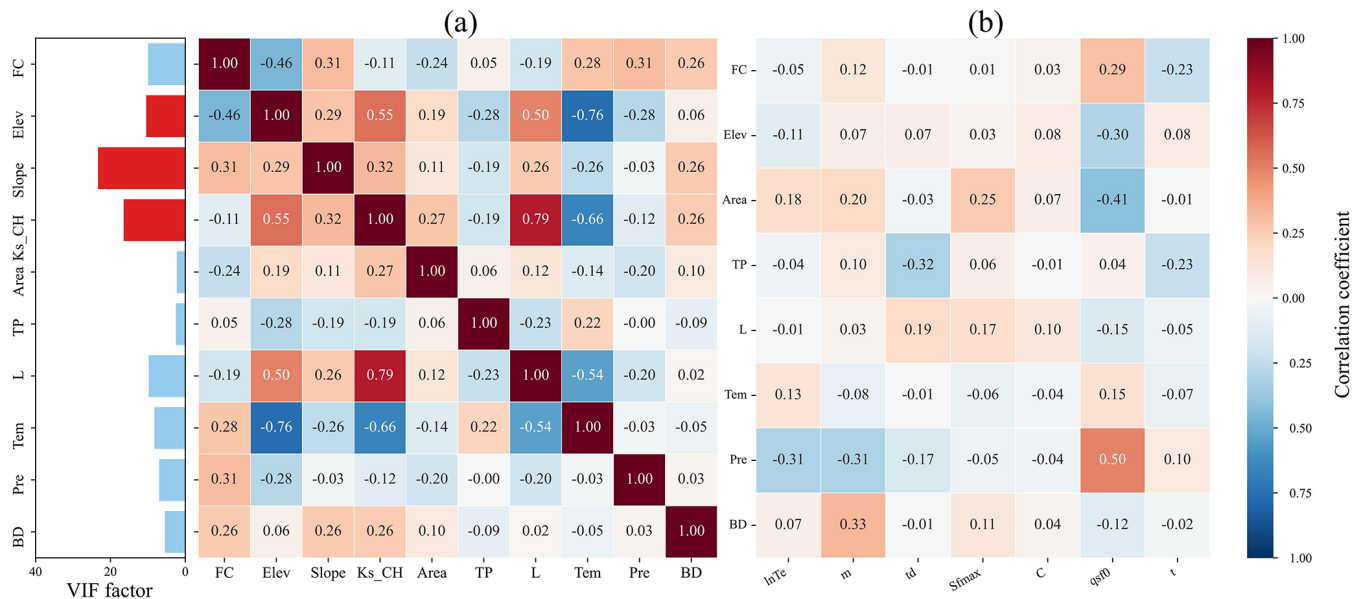 (a)
(b)
FC 1.00 -0.46 0.31 -0.11 -0.24 0.05 -0.19 0.28 0.31 0.26
Elev -0.46 1.00 0.29 0.55 0.19 -0.28 0.50 -0.76 -0.28 0.06
Slope 0.31 0.29 1.00 0.32 0.11 -0.19 0.26 -0.26 -0.03 0.26
Ks_CH -0.11 0.55 0.32 1.00 0.27 -0.19 0.79 -0.66 -0.12 0.26
Area -0.24 0.19 0.11 0.27 1.00 0.06 0.12 -0.14 -0.20 0.10
TP 0.05 -0.28 -0.19 -0.19 0.06 1.00 -0.23 0.22 -0.00 -0.09
L -0.19 0.50 0.26 0.79 0.12 -0.23 1.00 -0.54 -0.20 0.02
Tem 0.28 -0.76 -0.26 -0.66 -0.14 0.22 -0.54 1.00 -0.03 -0.05
Pre 0.31 -0.28 -0.03 -0.12 -0.20 -0.00 -0.20 -0.03 1.00 0.03
BD 0.26 0.06 0.26 0.26 0.10 -0.09 0.02 -0.05 0.03 1.00
40 20 0
VIF factor
FC Elev Slope Ks_CH Area TP L Tem Pre BD
FC -0.05 0.12 -0.01 0.01 0.03 0.29 -0.23
Elev -0.11 0.07 0.07 0.03 0.08 -0.30 0.08
Area 0.18 0.20 -0.03 0.25 0.07 -0.41 -0.01
TP -0.04 0.10 -0.32 0.06 -0.01 0.04 -0.23
L -0.01 0.03 0.19 0.17 0.10 -0.15 -0.05
Tem 0.13 -0.08 -0.01 -0.06 -0.04 0.15 -0.07
Pre -0.31 -0.31 -0.17 -0.05 -0.04 0.50 0.10
BD 0.07 0.33 -0.01 0.11 0.04 -0.12 -0.02
lnTe m td Sfmax C qsf0 t
1.00
0.75
0.50
0.25
0.00
0.25
0.50
0.75
1.00
Correlation coefficient